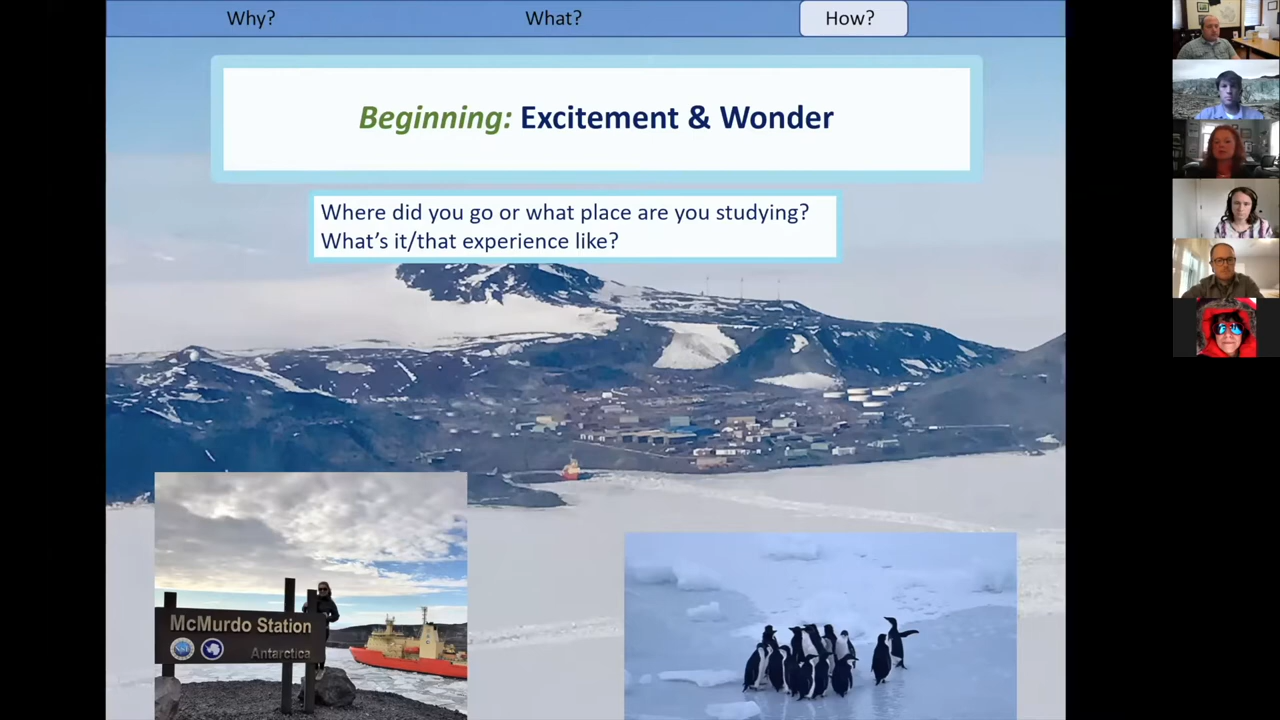 Why?
What?
How?
Beginning: Excitement & Wonder
Where did you go or what place are you studying?
What's it/that experience like?
McMurdo Station
Antarctica